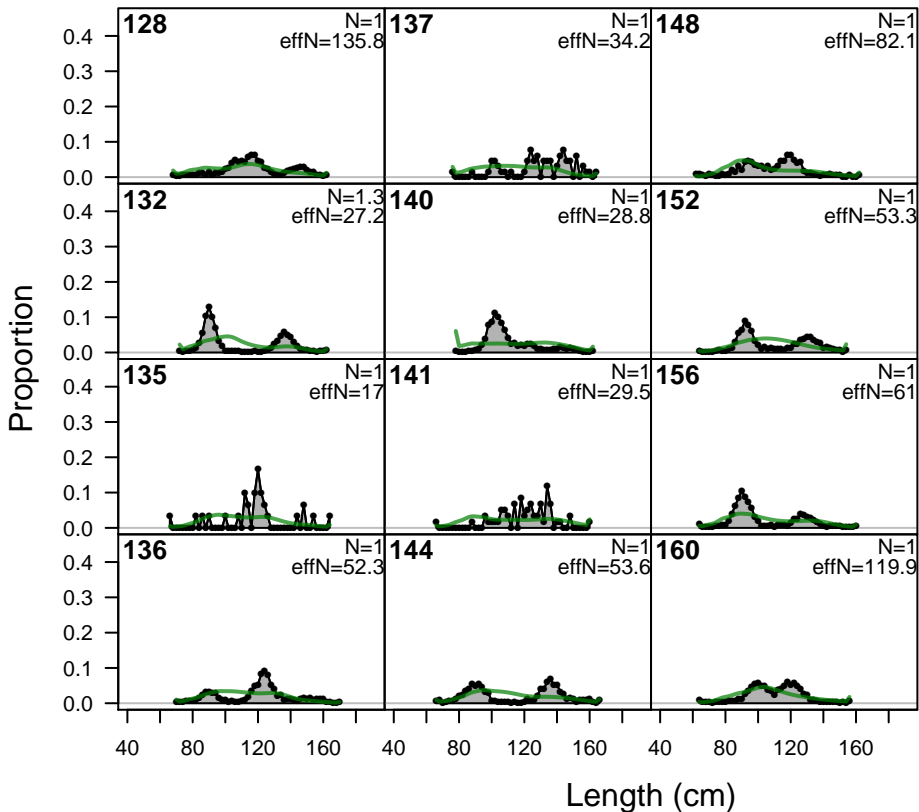 128
N=1
effN=135.8
137
N=1
effN=34.2
148
N=1
effN=82.1
132
N=1.3
effN=27.2
140
N=1
effN=28.8
152
N=1
effN=53.3
135
N=1
effN=17
141
N=1
effN=29.5
156
N=1
effN=61
136
N=1
effN=52.3
144
N=1
effN=53.6
160
N=1
effN=119.9
0.4
0.3
0.2
0.1
0.0
0.4
0.3
0.2
0.1
0.0
0.4
0.3
0.2
0.1
0.0
0.4
0.3
0.2
0.1
0.0
Proportion
40 80 120 160 40 80 120 160 40 80 120 160
Length (cm)